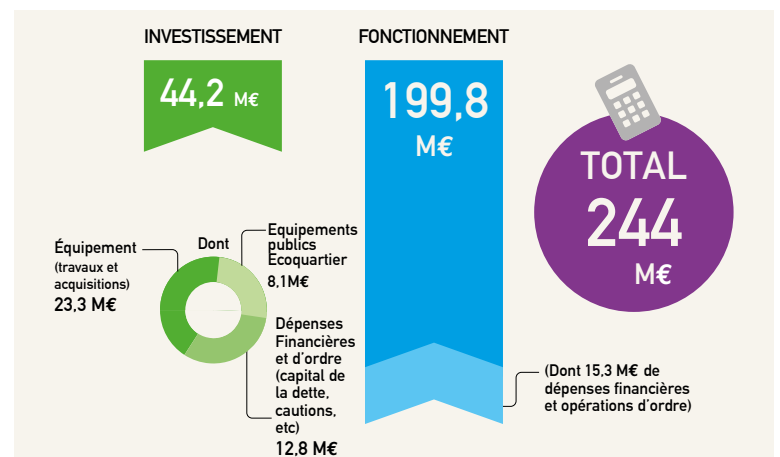 INVESTISSEMENT
44,2 M€
FONCTIONNEMENT
199,8
M€
TOTAL
244
M€
Équipement
(travaux et
acquisitions)
23,3 M€
Dont
Equipements
publics
Ecoquartier
8,1M€
Dépenses
Financières
et d'ordre
(capital de
la dette,
cautions,
etc)
12,8 M€
(Dont 15,3 M€ de
dépenses financières
et opérations d'ordre)